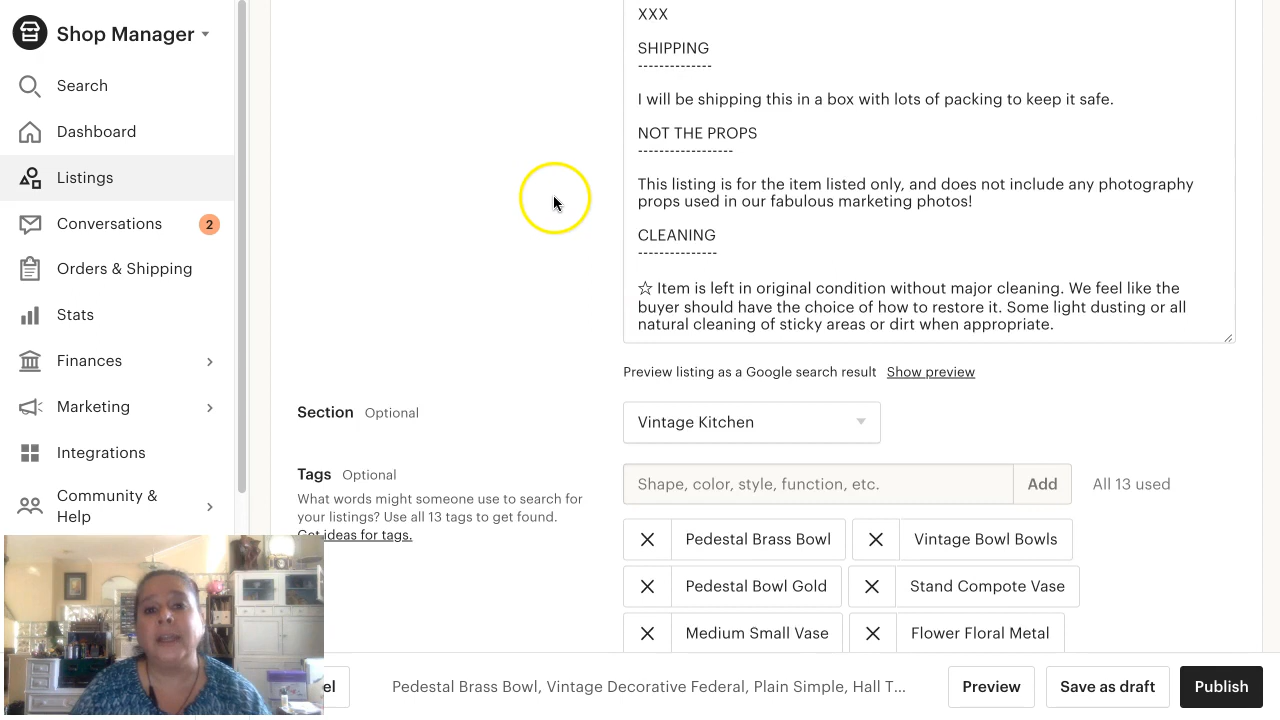 Shop Manager
Search
Dashboard
Listings
Conversations 2
Orders & Shipping
Stats
Finances
Marketing
Integrations
Community &
Help
XXX
SHIPPING
--------------
I will be shipping this in a box with lots of packing to keep it safe.
NOT THE PROPS
------------------
This listing is for the item listed only, and does not include any photography
props used in our fabulous marketing photos!
CLEANING
---------------
☆ Item is left in original condition without major cleaning. We feel like the
buyer should have the choice of how to restore it. Some light dusting or all
natural cleaning of sticky areas or dirt when appropriate.
Preview listing as a Google search result Show preview
Section Optional
Vintage Kitchen
Tags Optional
What words might someone use to search for
your listings? Use all 13 tags to get found.
Get ideas for tags.
Shape, color, style, function, etc. Add All 13 used
Pedestal Brass Bowl Vintage Bowl Bowls
Pedestal Bowl Gold Stand Compote Vase
Medium Small Vase Flower Floral Metal
el Pedestal Brass Bowl, Vintage Decorative Federal, Plain Simple, Hall T... Preview Save as draft Publish